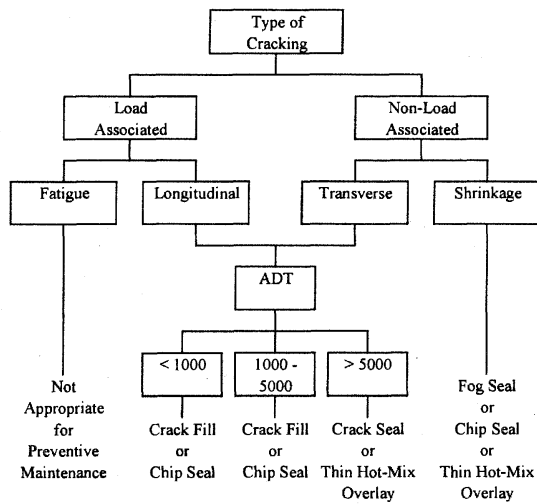 Type of
Cracking
Load
Associated
Non-Load
Associated
Fatigue
Longitudinal
Transverse
Shrinkage
ADT
< 1000
1000 -
5000
> 5000
Not
Appropriate
for
Preventive
Maintenance
Crack Fill
or
Chip Seal
Crack Fill
or
Chip Seal
Crack Seal
or
Thin Hot-Mix
Overlay
Fog Seal
or
Chip Seal
or
Thin Hot-Mix
Overlay